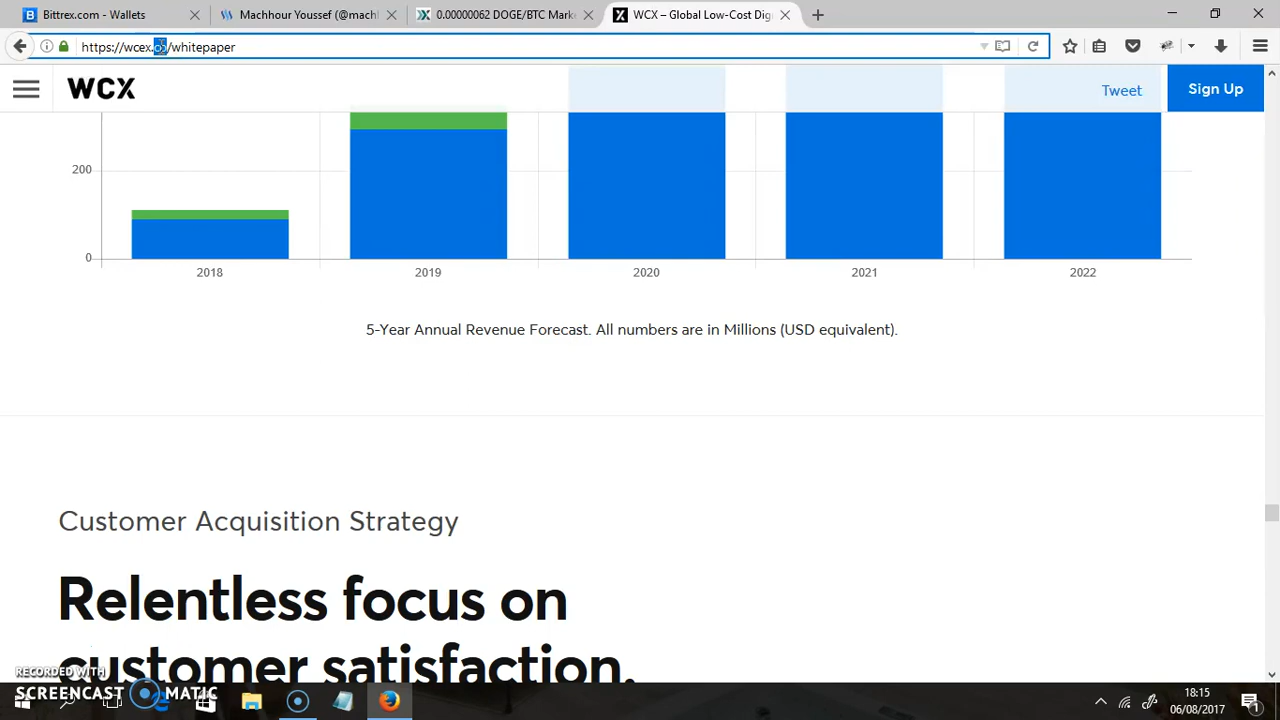 Bittrex.com - Wallets
Machhour Youssef (@machl
0.00000062 DOGE/BTC Mark
WCX – Global Low-Cost Dig
https://wcex.co/whitepaper
WCX
Tweet
Sign Up
200
0
2018
2019
2020
2021
2022
5-Year Annual Revenue Forecast. All numbers are in Millions (USD equivalent).
Customer Acquisition Strategy
Relentless focus on
customer satisfaction.
RECORDED WITH
SCREENCAST MATIC
18:15
06/08/2017